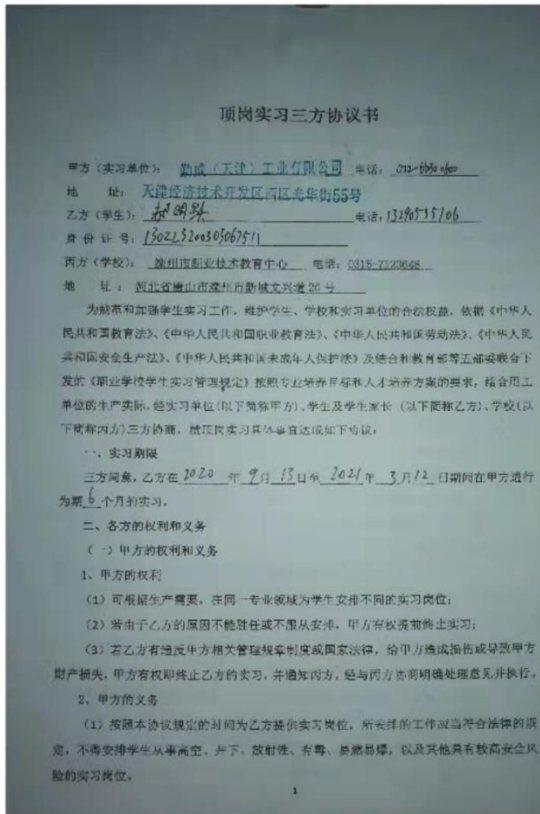 顶岗实习三方协议书
甲方（实习单位）： 勤威（天津）工业有限公司 电话：
地 址： 天津经济技术开发区西区光华街55号
乙方（学生）： 郝明跃 电话：13290535106
身份证号：
丙方（学校）： 滦州市职业技术教育中心 电话：0315-7123648
地 址：河北省唐山市滦州市新城文兴道20号
为规范和加强学生实习工作，维护学生、学校和实习单位的合法权益，依据《中华人
民共和国教育法》、《中华人民共和国职业教育法》、《中华人民共和国劳动法》、《中华人民
共和国安全生产法》、《中华人民共和国未成年人保护法》及结合和教育部等五部委联合下
发的《职业学校学生实习管理规定》按照专业培养目标和人才培养方案的要求，结合用工
单位的生产实际，经实习单位（以下简称甲方）、学生及学生家长（以下简称乙方）、学校（以
下简称丙方）三方协商，就顶岗实习具体事宜达成如下协议：
一、实习期限
三方同意，乙方在 2020 年 9 月 13 日至 2021 年 3 月 12 日期间在甲方进行
为期 6 个月的实习。
二、各方的权利和义务
（一）甲方的权利和义务
1、甲方的权利
（1）可根据生产需要，在同一专业领域为学生安排不同的实习岗位；
（2）若由于乙方的原因不能胜任或不服从安排，甲方有权提前终止实习；
（3）若乙方有违反甲方相关管理规章制度或国家法律，给甲方造成损伤或导致甲方
财产损失，甲方有权即终止乙方的实习，并通知丙方，经与丙方协商明确处理意见并执行。
2、甲方的义务
（1）按照本协议规定的时间为乙方提供实习岗位，所安排的工作应当符合法律的规
定，不得安排学生从事高空、井下、放射性、有毒、易燃易爆，以及其他具有较高安全风
险的实习岗位。
1